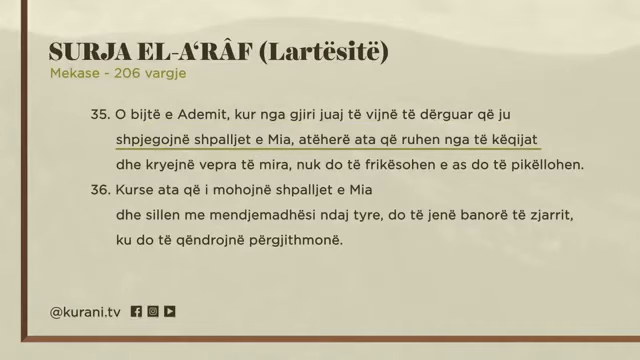 SURJA EL-A‘RÂF (Lartësitë)
Mekase - 206 vargje
35. O bijtë e Ademit, kur nga gjiri juaj të vijnë të dërguar që ju
shpjegojnë shpalljet e Mia, atëherë ata që ruhen nga të këqijat
dhe kryejnë vepra të mira, nuk do të frikësohen e as do të pikëllohen.
36. Kurse ata që i mohojnë shpalljet e Mia
dhe sillen me mendjemadhësi ndaj tyre, do të jenë banorë të zjarrit,
ku do të qëndrojnë përgjithmonë.
@kurani.tv